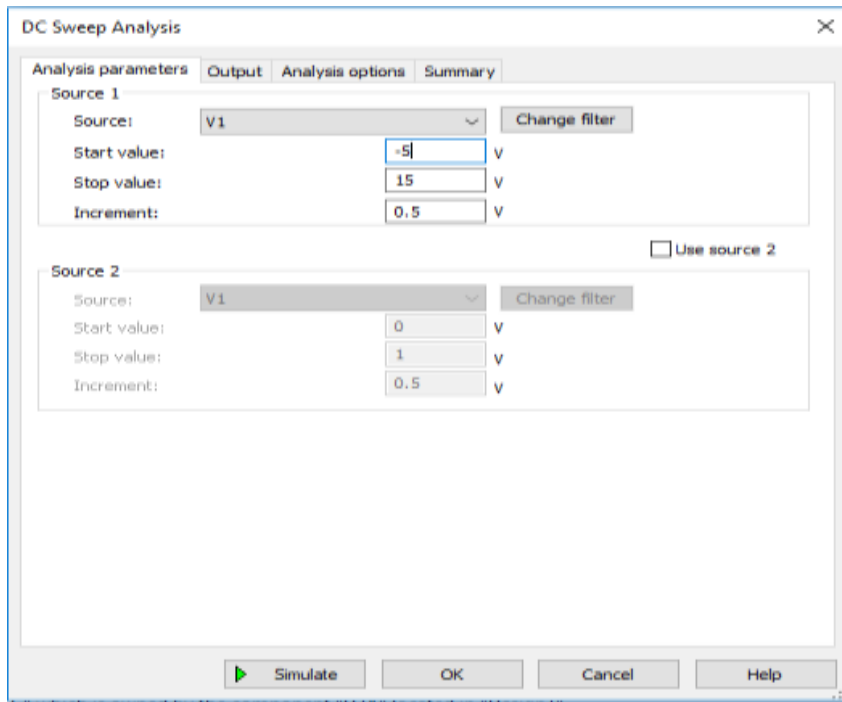 DC Sweep Analysis
Analysis parameters Output Analysis options Summary
Source 1
Source: V1 Change filter
Start value: -5 V
Stop value: 15 V
Increment: 0.5 V
Use source 2
Source 2
Source: V1 Change filter
Start value: 0 V
Stop value: 1 V
Increment: 0.5 V
Simulate OK Cancel Help